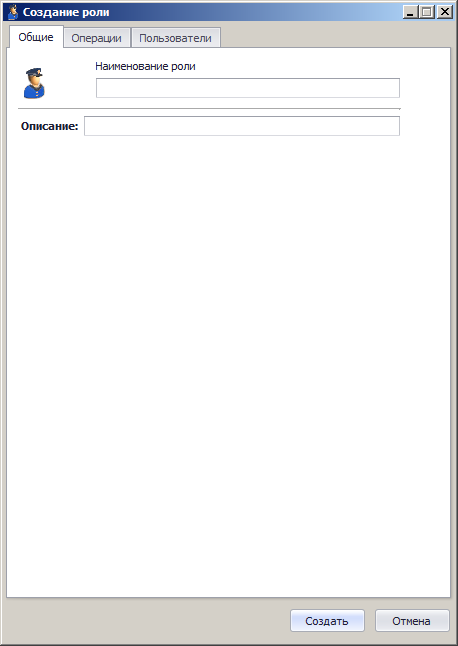 Создание роли
Общие Операции Пользователи
Наименование роли
Описание:
Создать Отмена